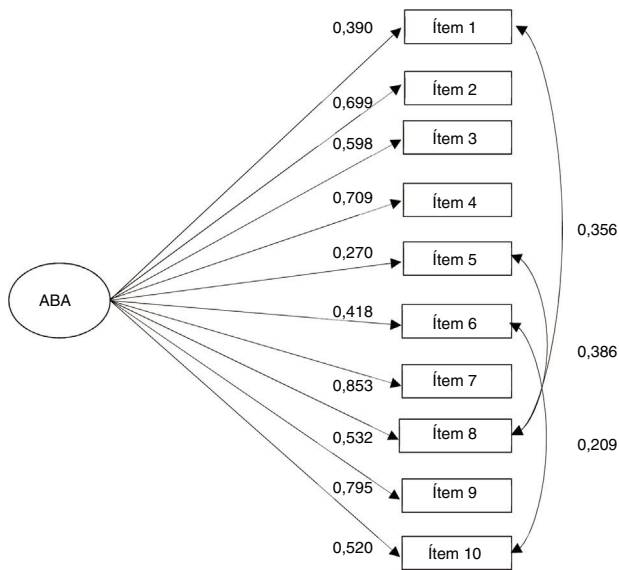 0,390
Ítem 1
0,699
Ítem 2
0,598
Ítem 3
0,709
Ítem 4
0,356
0,270
Ítem 5
ABA
0,418
Ítem 6
0,386
0,853
Ítem 7
0,532
Ítem 8
0,209
0,795
Ítem 9
0,520
Ítem 10